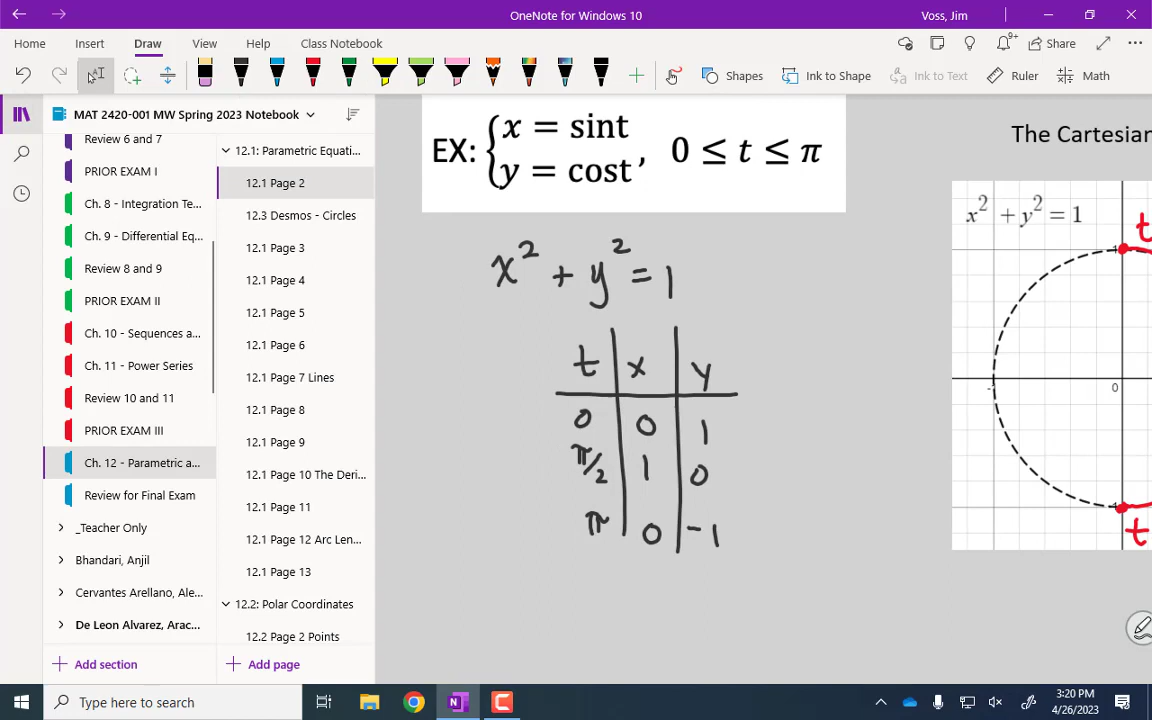 OneNote for Windows 10
Voss, Jim
Home Insert Draw View Help Class Notebook
9+
Share
Shapes
Ink to Shape
Ink to Text
Ruler
Math
MAT 2420-001 MW Spring 2023 Notebook
Review 6 and 7
PRIOR EXAM I
Ch. 8 - Integration Te...
Ch. 9 - Differential Eq...
Review 8 and 9
PRIOR EXAM II
Ch. 10 - Sequences a...
Ch. 11 - Power Series
Review 10 and 11
PRIOR EXAM III
Ch. 12 - Parametric a...
Review for Final Exam
_Teacher Only
Bhandari, Anjil
Cervantes Arellano, Ale...
De Leon Alvarez, Arac...
Add section
12.1: Parametric Equati...
12.1 Page 2
12.3 Desmos - Circles
12.1 Page 3
12.1 Page 4
12.1 Page 5
12.1 Page 6
12.1 Page 7 Lines
12.1 Page 8
12.1 Page 9
12.1 Page 10 The Deri...
12.1 Page 11
12.1 Page 12 Arc Len...
12.1 Page 13
12.2: Polar Coordinates
12.2 Page 2 Points
Add page
EX: {x = sint
y = cost, 0 ≤ t ≤ π
x² + y² = 1
t x y
0 0 1
π/2 1 0
π 0 -1
The Cartesian
x² + y² = 1
t
1
-1
0
-1
t
Type here to search
3:20 PM
4/26/2023